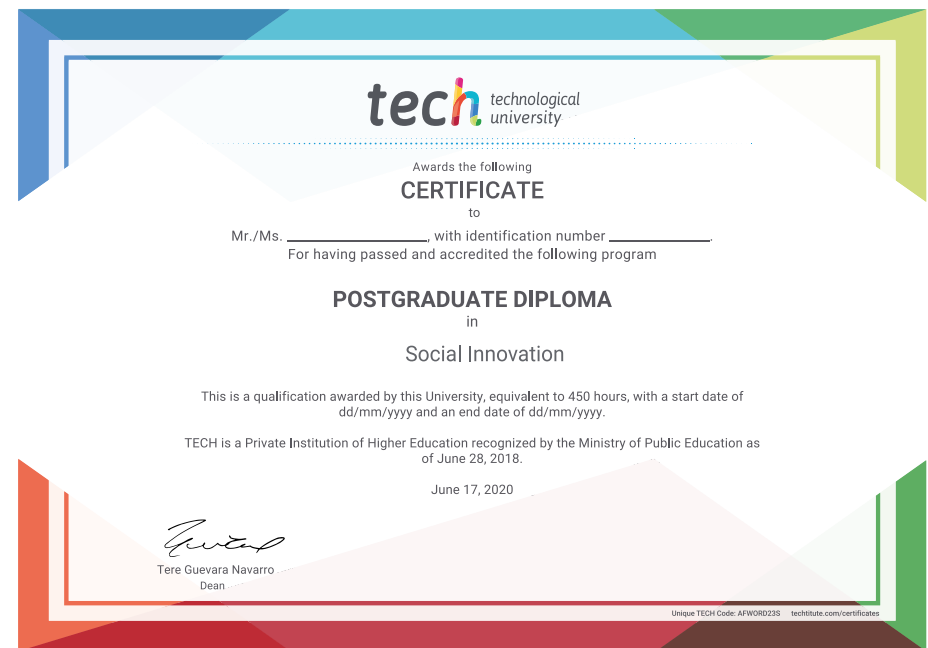 tech technological
university
Awards the following
CERTIFICATE
to
Mr./Ms. ____________________, with identification number ______________.
For having passed and accredited the following program
POSTGRADUATE DIPLOMA
in
Social Innovation
This is a qualification awarded by this University, equivalent to 450 hours, with a start date of
dd/mm/yyyy and an end date of dd/mm/yyyy.
TECH is a Private Institution of Higher Education recognized by the Ministry of Public Education as
of June 28, 2018.
June 17, 2020
Tere Guevara Navarro
Dean
Unique TECH Code: AFWORD23S techtitute.com/certificates